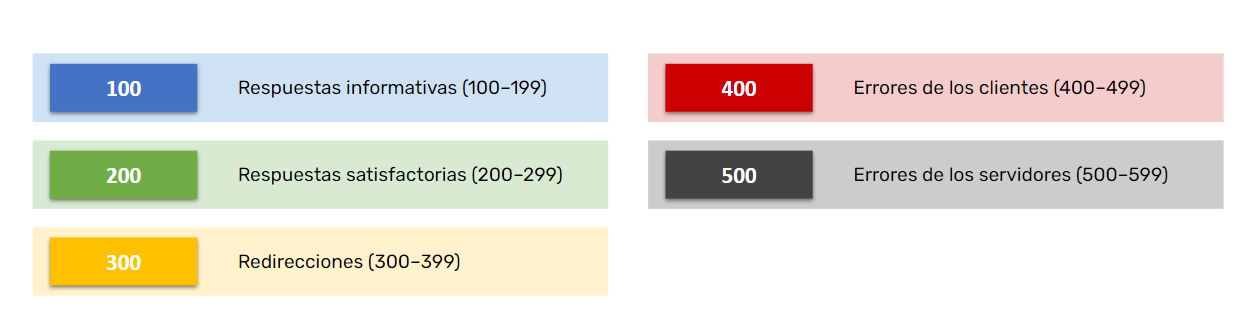 100
Respuestas informativas (100–199)
200
Respuestas satisfactorias (200–299)
300
Redirecciones (300–399)
400
Errores de los clientes (400–499)
500
Errores de los servidores (500–599)